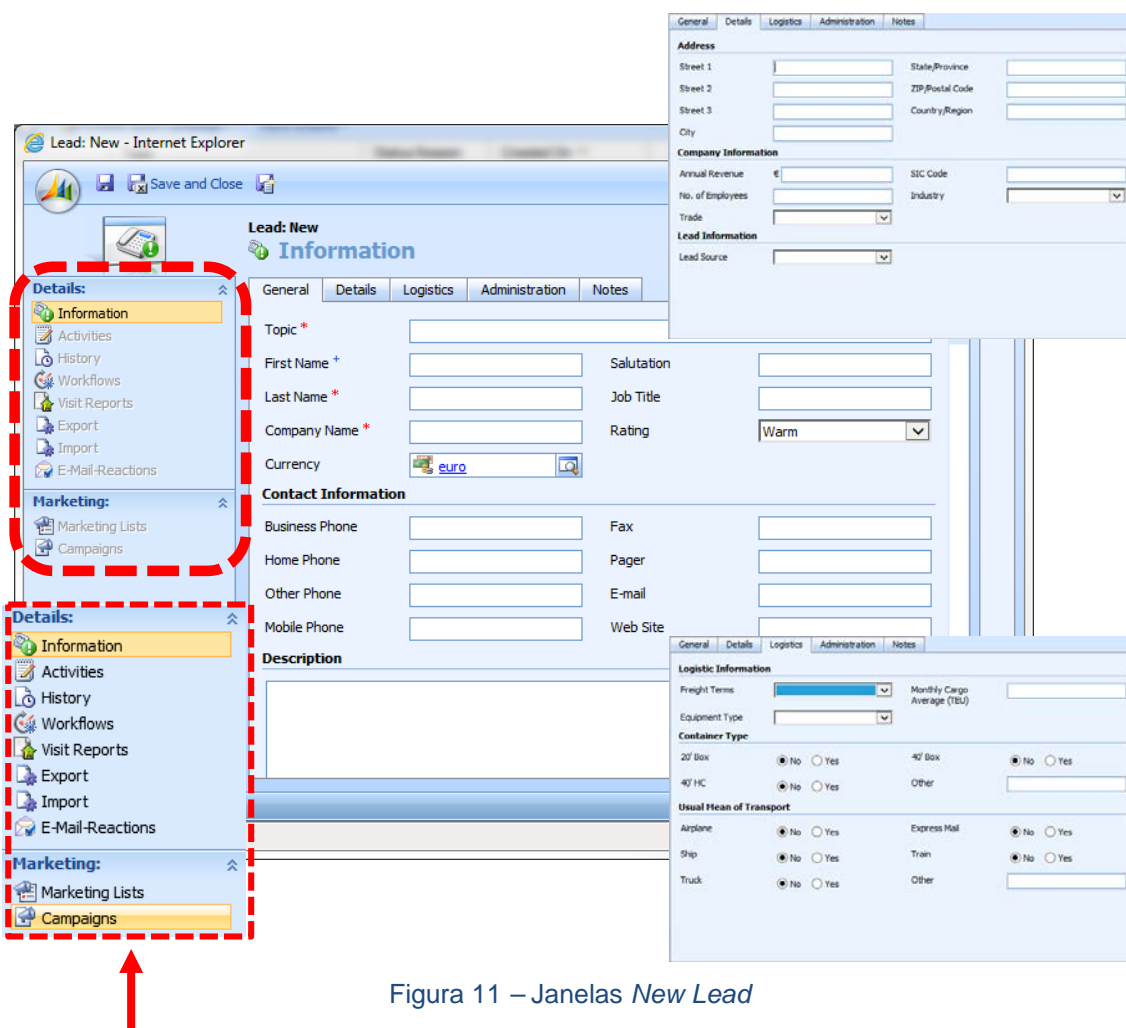 General Details Logistics Administration Notes
Address
Street 1 State/Province
Street 2 ZIP/Postal Code
Street 3 Country/Region
City
Company Information
Annual Revenue € SIC Code
No. of Employees Industry
Trade
Lead Information
Lead Source
Lead: New - Internet Explorer
Status Reason Created On
Save and Close
Lead: New
Information
Details:
Information
Activities
History
Workflows
Visit Reports
Export
Import
E-Mail-Reactions
Marketing:
Marketing Lists
Campaigns
General Details Logistics Administration Notes
Topic *
First Name + Salutation
Last Name * Job Title
Company Name * Rating Warm
Currency euro
Contact Information
Business Phone Fax
Home Phone Pager
Other Phone E-mail
Mobile Phone Web Site
Description
Details:
Information
Activities
History
Workflows
Visit Reports
Export
Import
E-Mail-Reactions
Marketing:
Marketing Lists
Campaigns
General Details Logistics Administration Notes
Logistic Information
Freight Terms Monthly Cargo
Average (TEU)
Equipment Type
Container Type
20' Box No Yes 40' Box No Yes
40' HC No Yes Other
Usual Mean of Transport
Airplane No Yes Express Mail No Yes
Ship No Yes Train No Yes
Truck No Yes Other
Figura 11 – Janelas New Lead